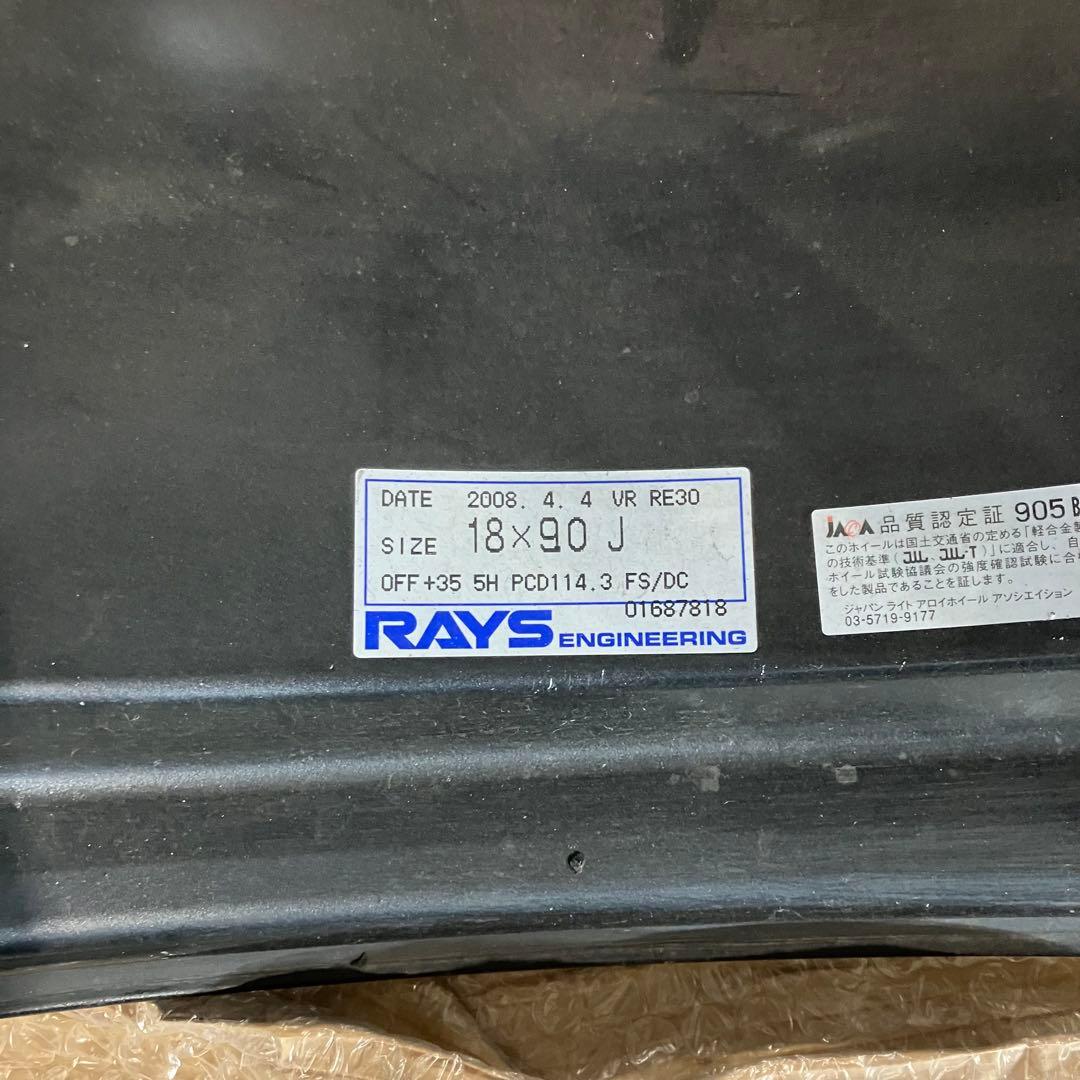 DATE 2008. 4. 4 VR RE30
SIZE 18×9.0 J
OFF +35 5H PCD114.3 FS/DC
01687818
RAYS ENGINEERING
JAWA 品質認定証 905 B
このホイールは国土交通省の定める「軽合金製
の技術基準(JWL、JWL-T)」に適合し、自
ホイール試験協議会の強度確認試験に合
をした製品であることを証します。
ジャパン ライト アロイホイール アソシエイション
03-5719-9177